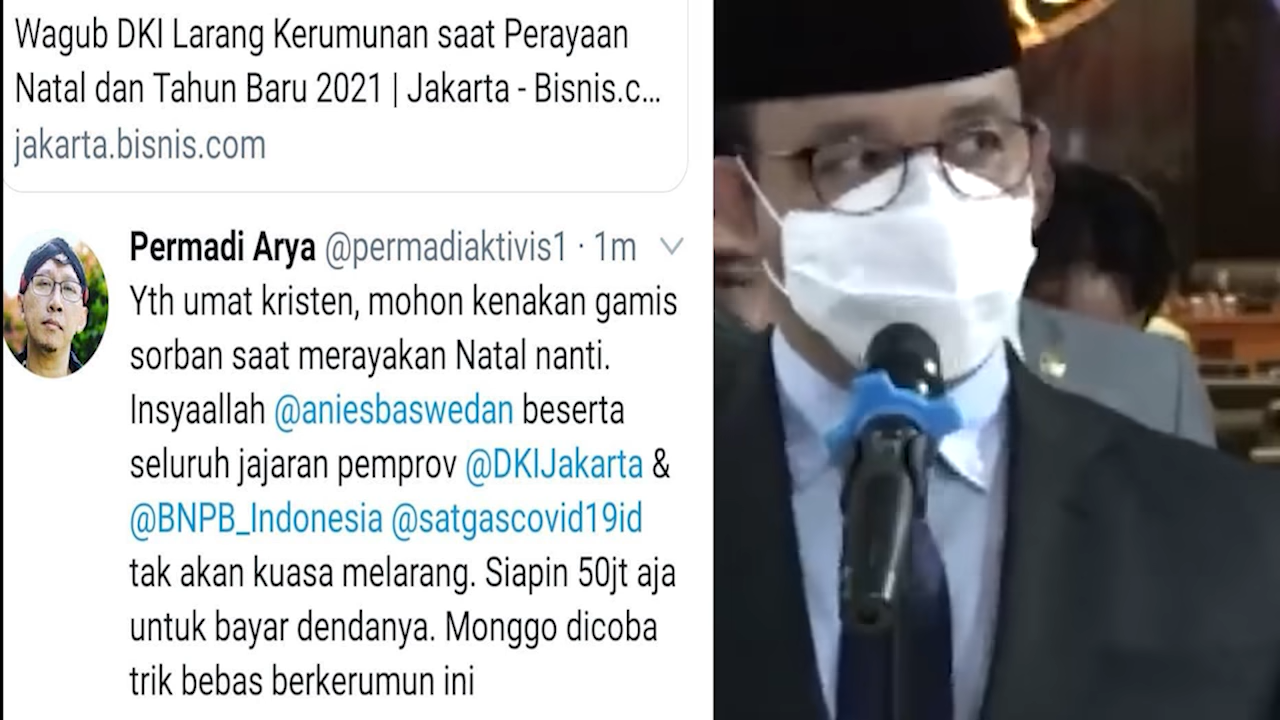 Wagub DKI Larang Kerumunan saat Perayaan
Natal dan Tahun Baru 2021 | Jakarta - Bisnis.c...
jakarta.bisnis.com
Permadi Arya @permadiaktivis1 · 1m
Yth umat kristen, mohon kenakan gamis
sorban saat merayakan Natal nanti.
Insyaallah @aniesbaswedan beserta
seluruh jajaran pemprov @DKIJakarta &
@BNPB_Indonesia @satgascovid19id
tak akan kuasa melarang. Siapin 50jt aja
untuk bayar dendanya. Monggo dicoba
trik bebas berkerumun ini